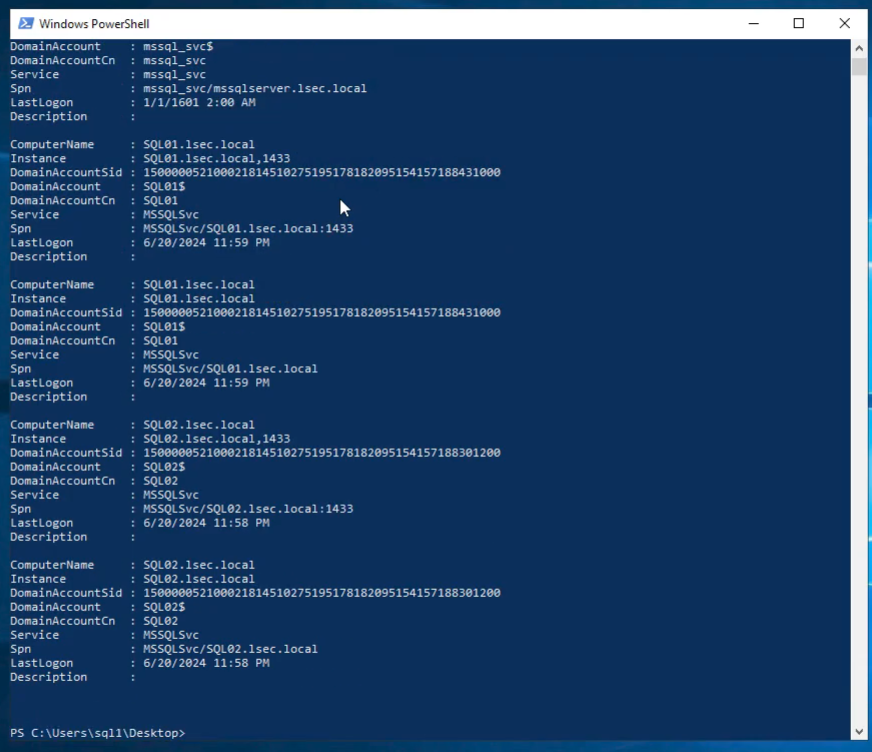 Windows PowerShell
DomainAccount    : mssql_svc$
DomainAccountCn  : mssql_svc
Service          : mssql_svc
Spn              : mssql_svc/mssqlserver.lsec.local
LastLogon        : 1/1/1601 2:00 AM
Description      :
ComputerName     : SQL01.lsec.local
Instance         : SQL01.lsec.local,1433
DomainAccountSid : 15000005210002181451027519517818209515415718843​1000
DomainAccount    : SQL01$
DomainAccountCn  : SQL01
Service          : MSSQLSvc
Spn              : MSSQLSvc/SQL01.lsec.local:1433
LastLogon        : 6/20/2024 11:59 PM
Description      :
ComputerName     : SQL01.lsec.local
Instance         : SQL01.lsec.local
DomainAccountSid : 150000052100021814510275195178182095154157188431000
DomainAccount    : SQL01$
DomainAccountCn  : SQL01
Service          : MSSQLSvc
Spn              : MSSQLSvc/SQL01.lsec.local
LastLogon        : 6/20/2024 11:59 PM
Description      :
ComputerName     : SQL02.lsec.local
Instance         : SQL02.lsec.local,1433
DomainAccountSid : 150000052100021814510275195178182095154157188301200
DomainAccount    : SQL02$
DomainAccountCn  : SQL02
Service          : MSSQLSvc
Spn              : MSSQLSvc/SQL02.lsec.local:1433
LastLogon        : 6/20/2024 11:58 PM
Description      :
ComputerName     : SQL02.lsec.local
Instance         : SQL02.lsec.local
DomainAccountSid : 150000052100021814510275195178182095154157188301200
DomainAccount    : SQL02$
DomainAccountCn  : SQL02
Service          : MSSQLSvc
Spn              : MSSQLSvc/SQL02.lsec.local
LastLogon        : 6/20/2024 11:58 PM
Description      :
PS C:\Users\sql1\Desktop>